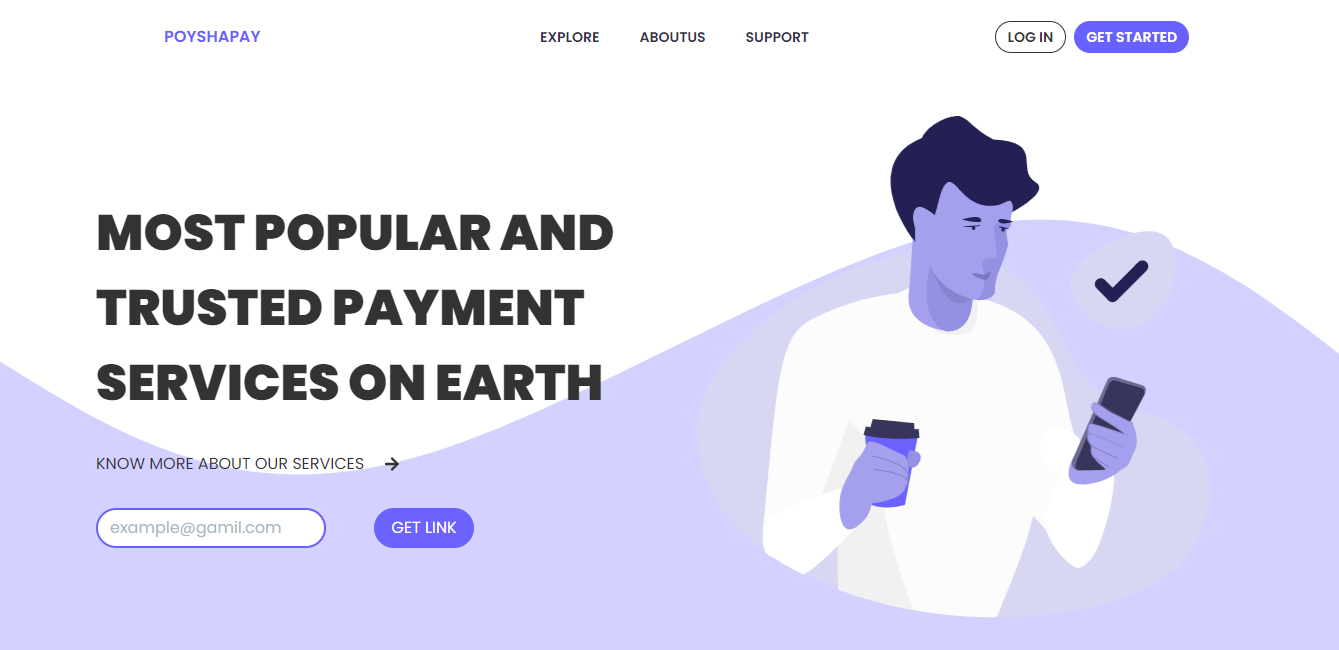 POYSHAPAY
EXPLORE
ABOUTUS
SUPPORT
LOG IN
GET STARTED
MOST POPULAR AND
TRUSTED PAYMENT
SERVICES ON EARTH
KNOW MORE ABOUT OUR SERVICES
example@gamil.com
GET LINK